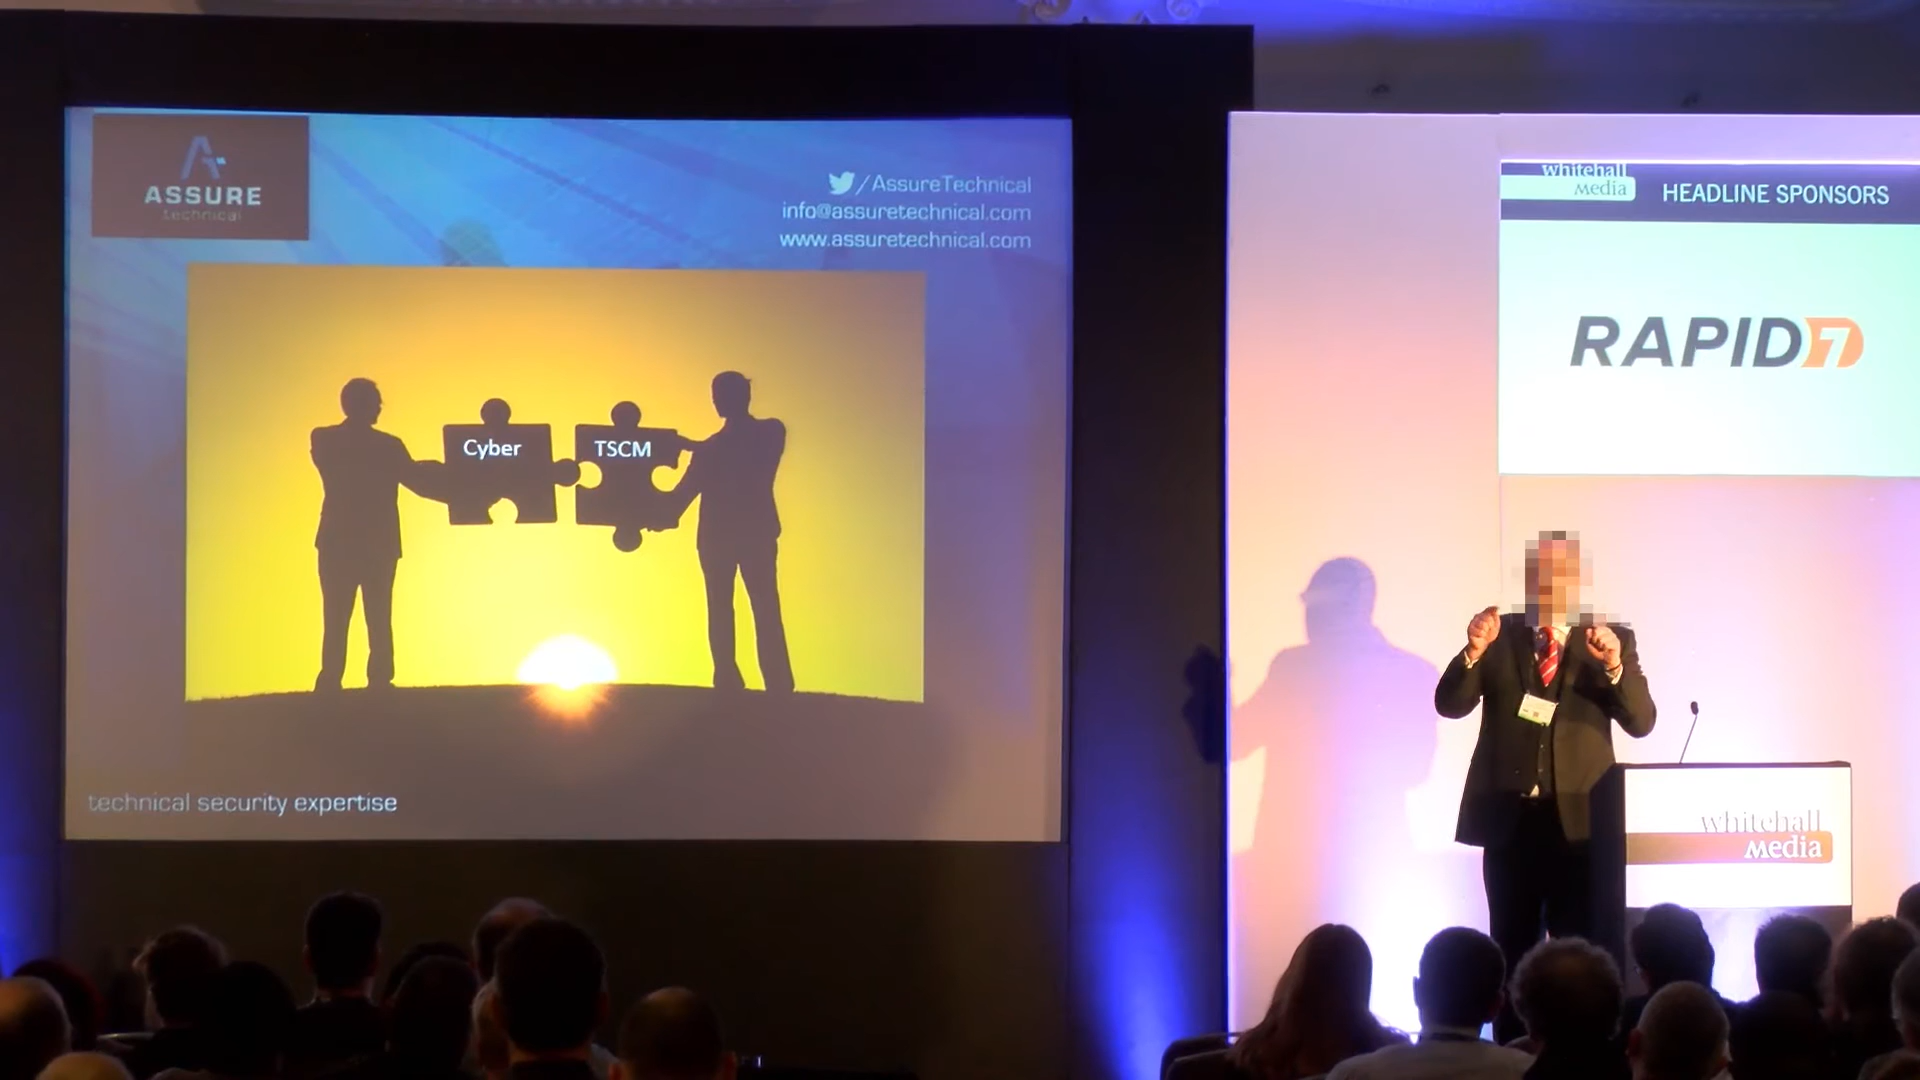 ASSURE
technical
/AssureTechnical
info@assuretechnical.com
www.assuretechnical.com
Cyber
TSCM
technical security expertise
whitehall
media
HEADLINE SPONSORS
RAPID7
whitehall
media